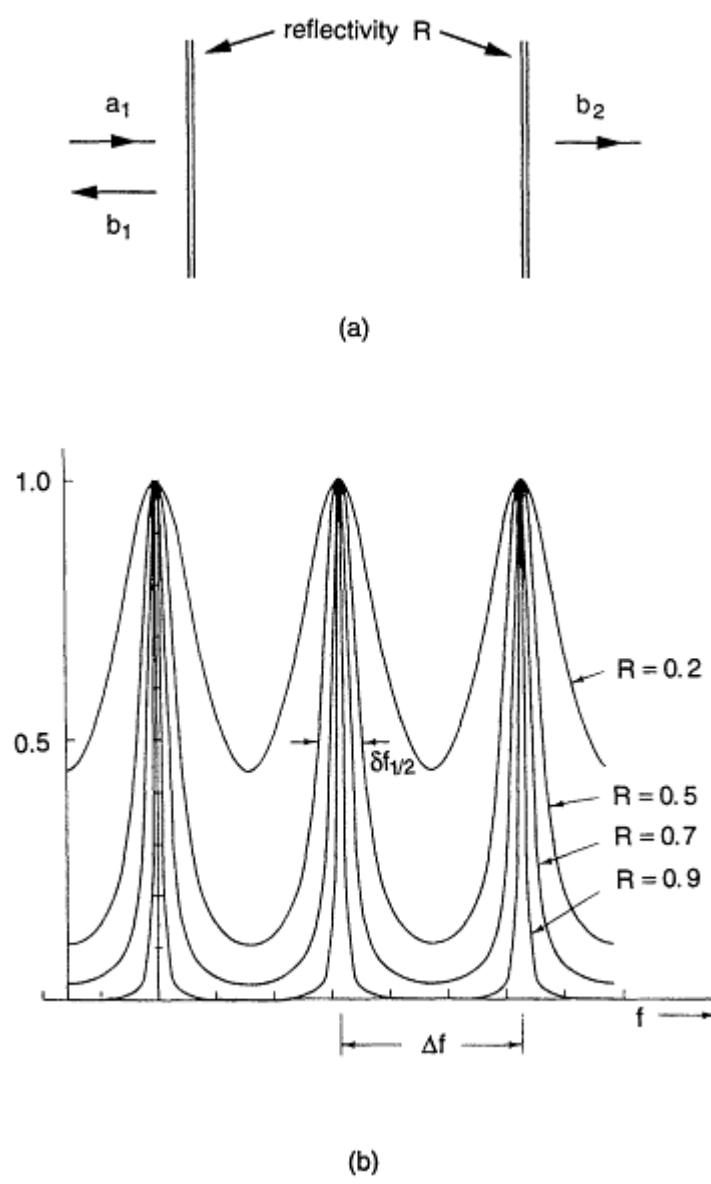 reflectivity R
a1
b2
b1
(a)
1.0
R = 0.2
0.5
δf1/2
R = 0.5
R = 0.7
R = 0.9
f
Δf
(b)